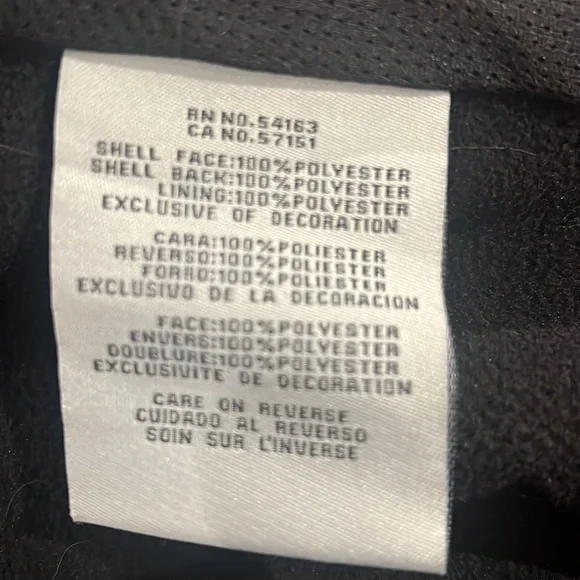 RN NO.54163
CA NO.57151
SHELL FACE:100%POLYESTER
SHELL BACK:100%POLYESTER
LINING:100%POLYESTER
EXCLUSIVE OF DECORATION
CARA:100%POLIESTER
REVERSO:100%POLIESTER
FORRO:100%POLIESTER
EXCLUSIVO DE LA DECORACION
FACE:100%POLYESTER
ENVERS:100%POLYESTER
DOUBLURE:100%POLYESTER
EXCLUSIVITE DE DECORATION
CARE ON REVERSE
CUIDADO AL REVERSO
SOIN SUR L'INVERSE